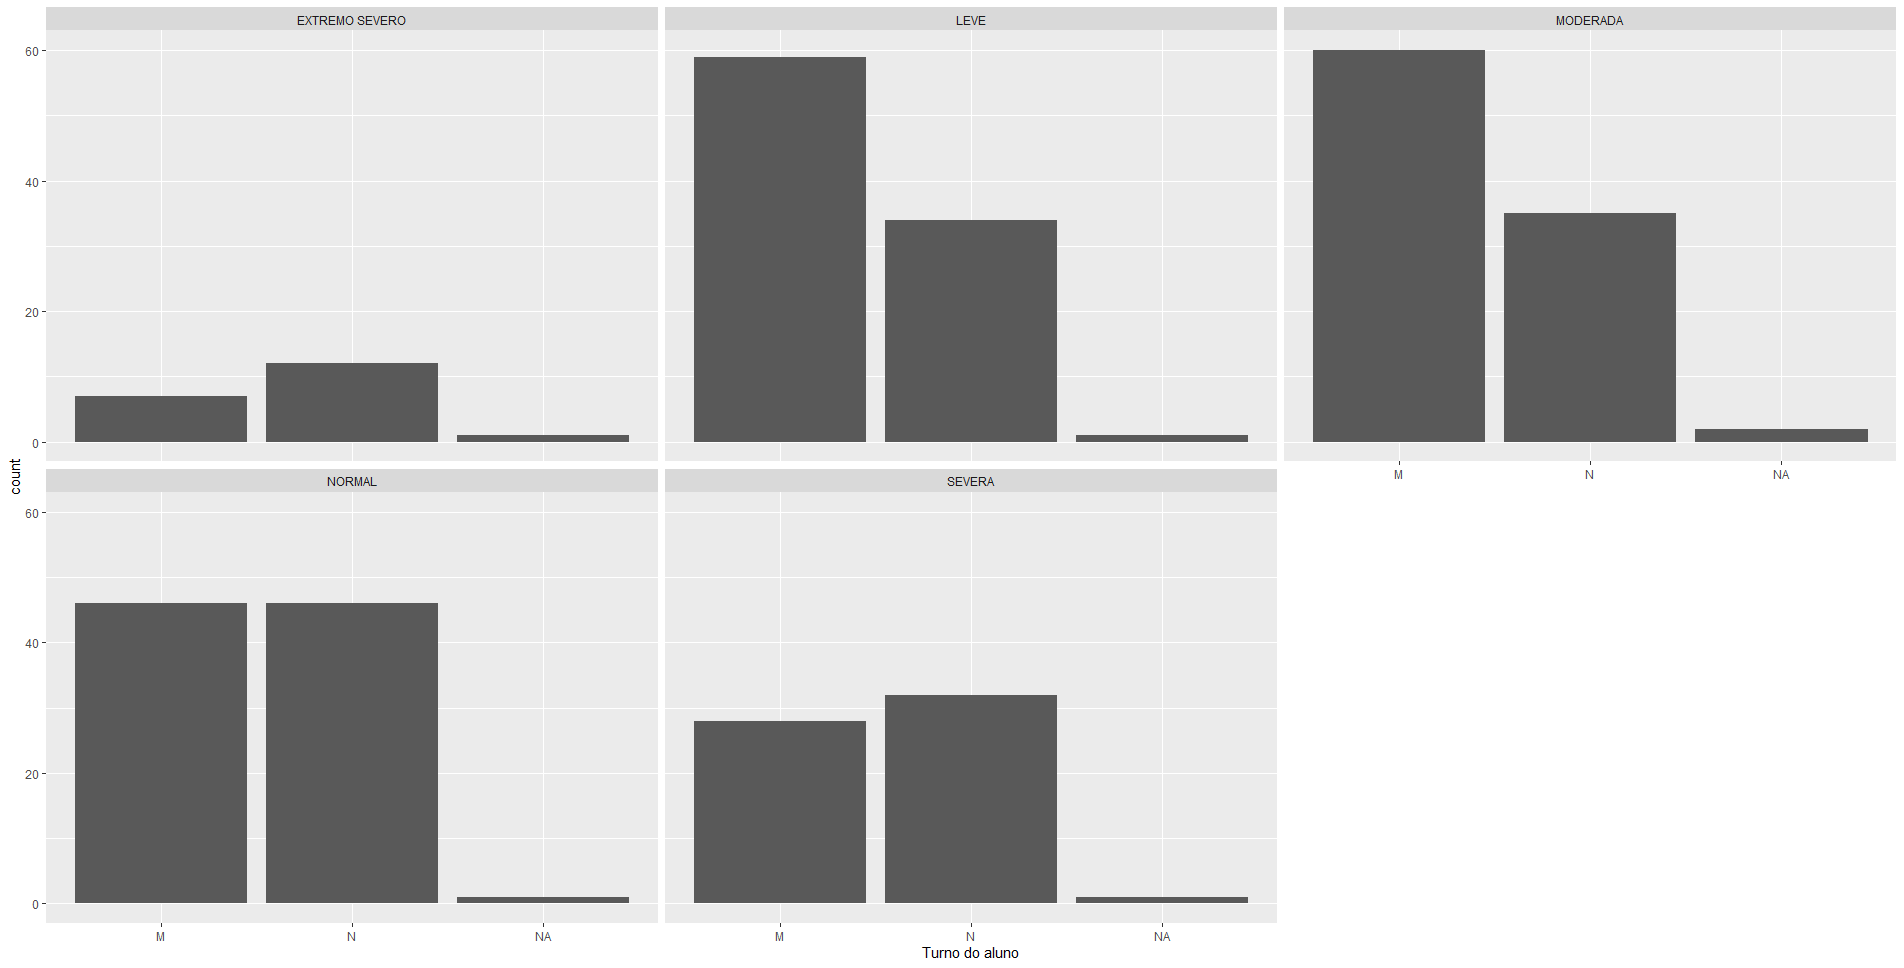 EXTREMO SEVERO
LEVE
MODERADA
60
40
20
0
M
N
NA
count
NORMAL
SEVERA
60
40
20
0
M
N
NA
M
N
NA
Turno do aluno